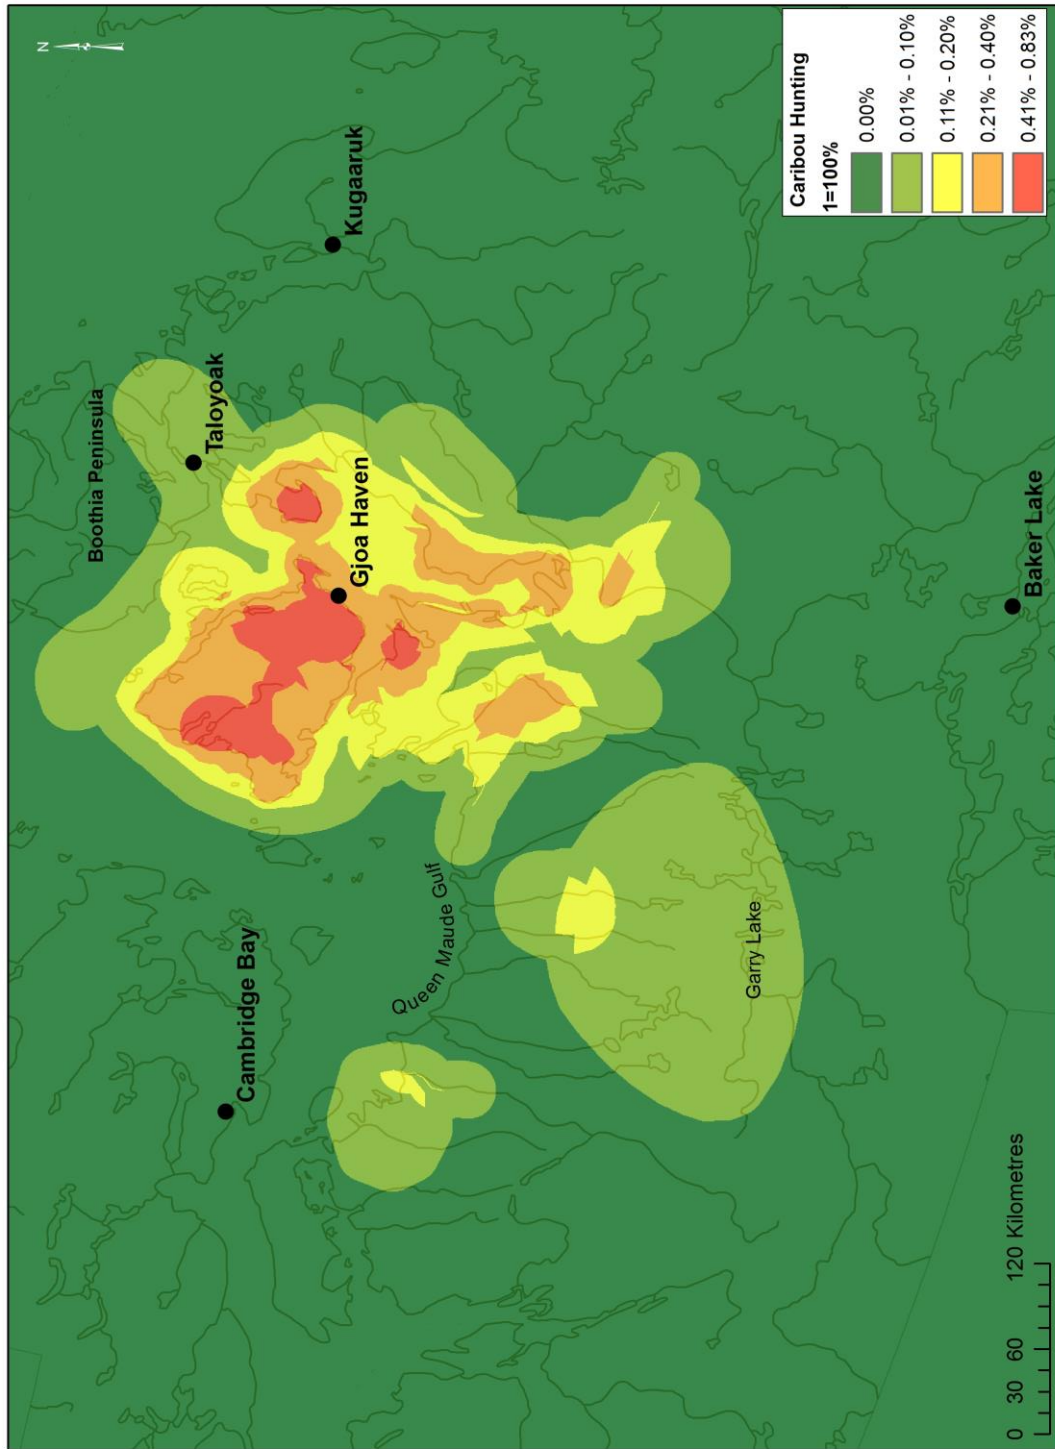 N
Boothia Peninsula
Taloyoak
Kugaaruk
Gjoa Haven
Cambridge Bay
Queen Maude Gulf
Garry Lake
Baker Lake
0 30 60 120 Kilometres
Caribou Hunting
1=100%
0.00%
0.01% - 0.10%
0.11% - 0.20%
0.21% - 0.40%
0.41% - 0.83%